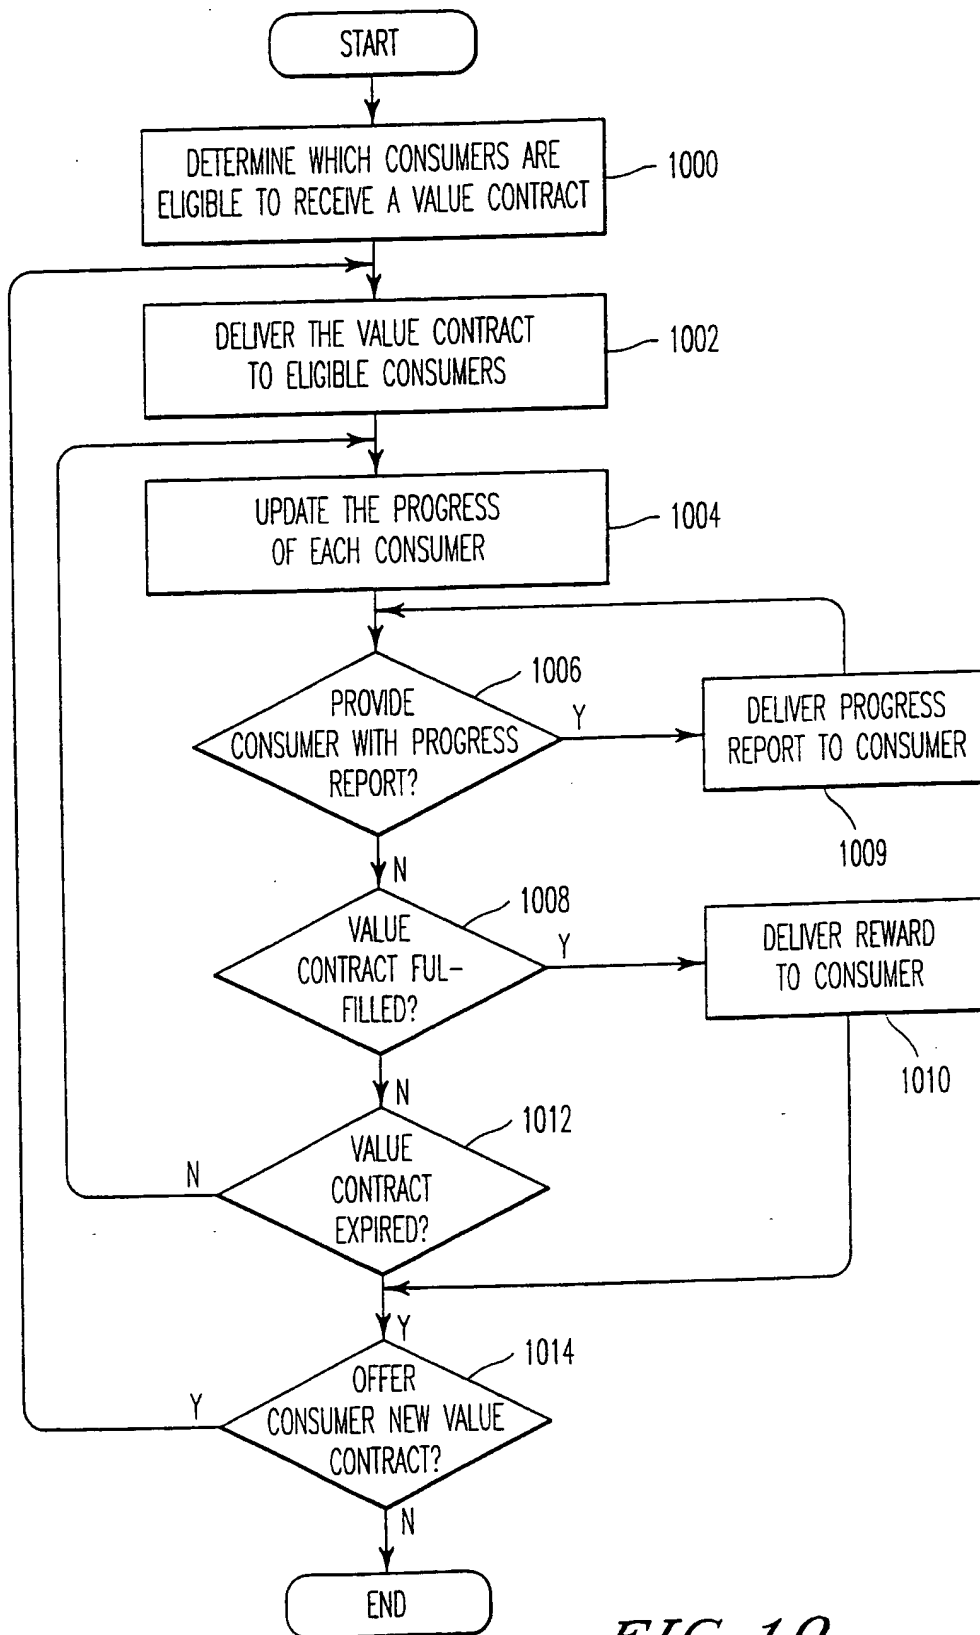 START
DETERMINE WHICH CONSUMERS ARE
ELIGIBLE TO RECEIVE A VALUE CONTRACT
1000
DELIVER THE VALUE CONTRACT
TO ELIGIBLE CONSUMERS
1002
UPDATE THE PROGRESS
OF EACH CONSUMER
1004
PROVIDE
CONSUMER WITH PROGRESS
REPORT?
1006
Y
DELIVER PROGRESS
REPORT TO CONSUMER
1009
N
VALUE
CONTRACT FUL-
FILLED?
1008
Y
DELIVER REWARD
TO CONSUMER
1010
N
VALUE
CONTRACT
EXPIRED?
1012
N
Y
OFFER
CONSUMER NEW VALUE
CONTRACT?
1014
Y
N
END